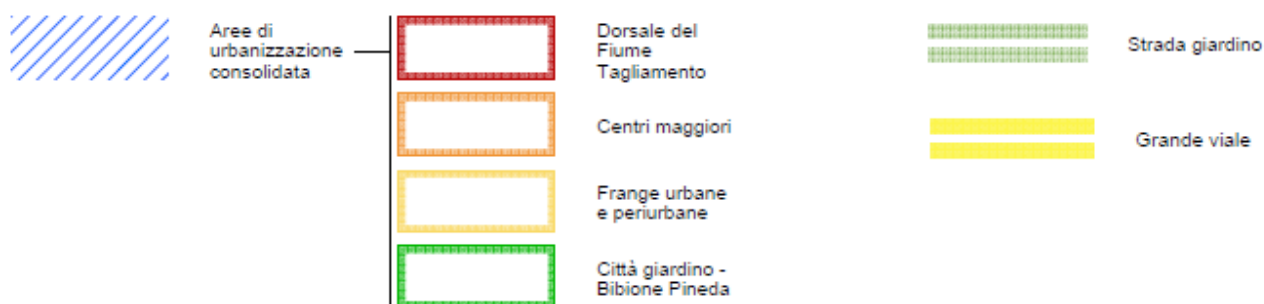 Aree di
urbanizzazione
consolidata
Dorsale del
Fiume
Tagliamento
Centri maggiori
Frange urbane
e periurbane
Città giardino -
Bibione Pineda
Strada giardino
Grande viale